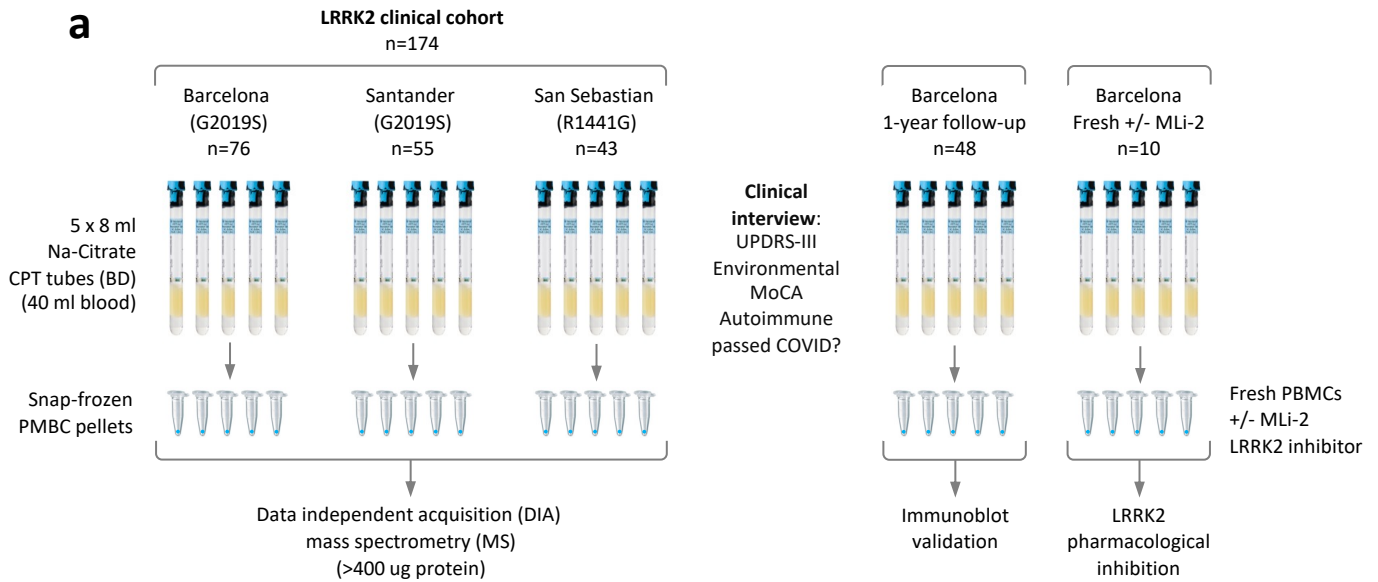 a
LRRK2 clinical cohort
n=174
Barcelona
(G2019S)
n=76
Santander
(G2019S)
n=55
San Sebastian
(R1441G)
n=43
Barcelona
1-year follow-up
n=48
Barcelona
Fresh +/- MLi-2
n=10
5 x 8 ml
Na-Citrate
CPT tubes (BD)
(40 ml blood)
Clinical
interview:
UPDRS-III
Environmental
MoCA
Autoimmune
passed COVID?
Snap-frozen
PMBC pellets
Fresh PBMCs
+/- MLi-2
LRRK2 inhibitor
Data independent acquisition (DIA)
mass spectrometry (MS)
(>400 ug protein)
Immunoblot
validation
LRRK2
pharmacological
inhibition